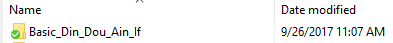 Name Date modified
Basic_Din_Dou_Ain_If 9/26/2017 11:07 AM